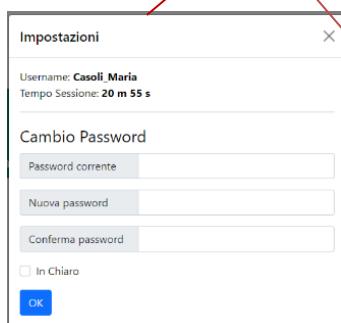 Impostazioni
Username: Casoli_Maria
Tempo Sessione: 20 m 55 s
Cambio Password
Password corrente
Nuova password
Conferma password
In Chiaro
OK